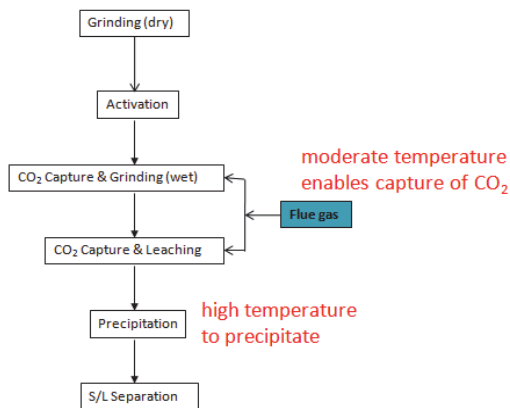 Grinding (dry)
Activation
CO₂ Capture & Grinding (wet)
moderate temperature
enables capture of CO₂
Flue gas
CO₂ Capture & Leaching
Precipitation
high temperature
to precipitate
S/L Separation